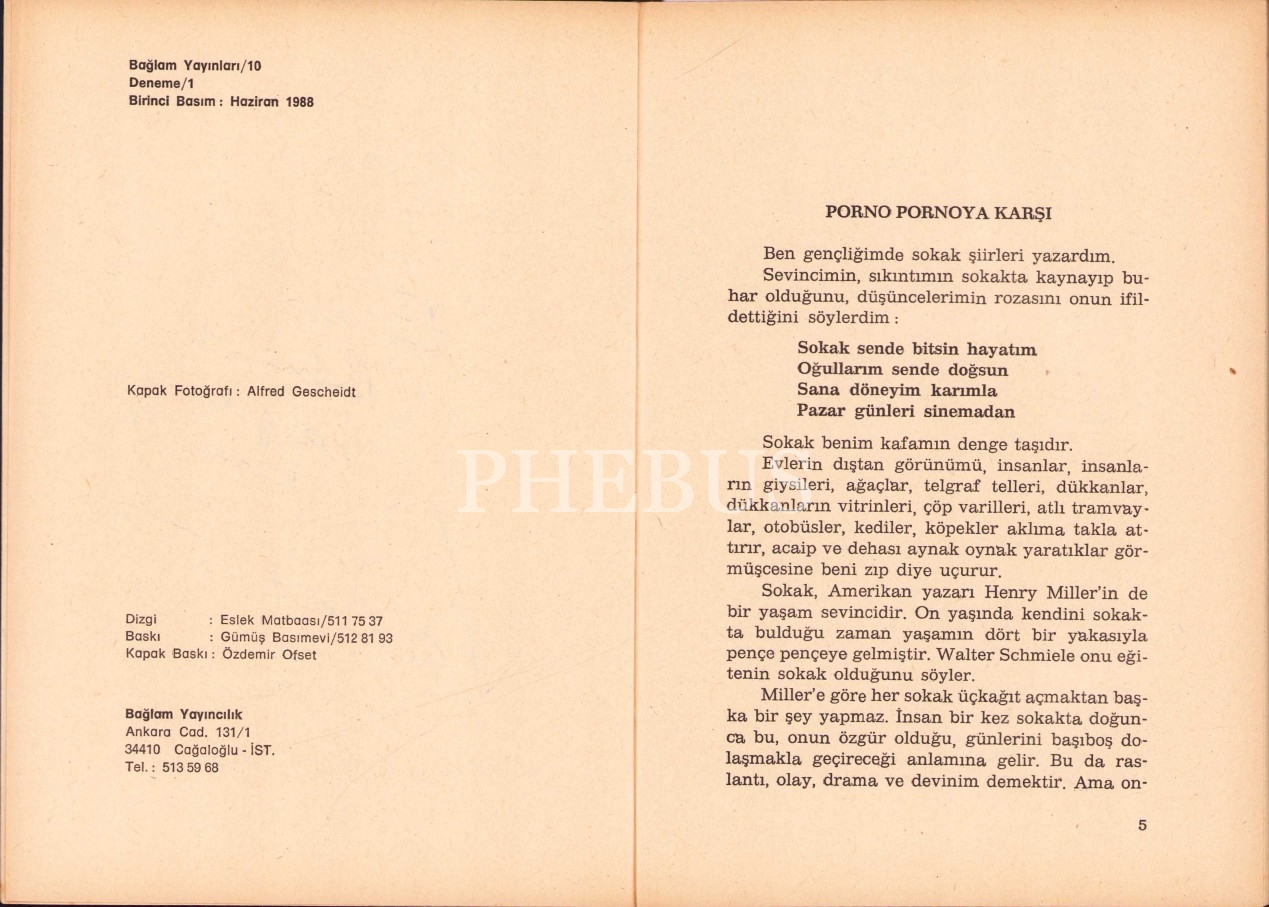 Bağlam Yayınları/10
Deneme/1
Birinci Basım : Haziran 1988
Kapak Fotoğrafı : Alfred Gescheidt
Dizgi : Eslek Matbaası/511 75 37
Baskı : Gümüş Basımevi/512 81 93
Kapak Baskı : Özdemir Ofset
Bağlam Yayıncılık
Ankara Cad. 131/1
34410 Cağaloğlu - İST.
Tel. : 513 59 68
PHEBUS
PORNO PORNOYA KARŞI
Ben gençliğimde sokak şiirleri yazardım.
Sevincimin, sıkıntımın sokakta kaynayıp bu-
har olduğunu, düşüncelerimin rozasını onun ifil-
dettiğini söylerdim :
Sokak sende bitsin hayatım
Oğullarım sende doğsun
Sana döneyim karımla
Pazar günleri sinemadan
Sokak benim kafamın denge taşıdır.
Evlerin dıştan görünümü, insanlar, insanla-
rın giysileri, ağaçlar, telgraf telleri, dükkanlar,
dükkanların vitrinleri, çöp varilleri, atlı tramvay-
lar, otobüsler, kediler, köpekler aklıma takla at-
tırır, acaip ve dehası aynak oynak yaratıklar gör-
müşcesine beni zıp diye uçurur.
Sokak, Amerikan yazarı Henry Miller'in de
bir yaşam sevincidir. On yaşında kendini sokak-
ta bulduğu zaman yaşamın dört bir yakasıyla
pençe pençeye gelmiştir. Walter Schmiele onu eği-
tenin sokak olduğunu söyler.
Miller'e göre her sokak üçkağıt açmaktan baş-
ka bir şey yapmaz. İnsan bir kez sokakta doğun-
ca bu, onun özgür olduğu, günlerini başıboş do-
laşmakla geçireceği anlamına gelir. Bu da ras-
lantı, olay, drama ve devinim demektir. Ama on-
5